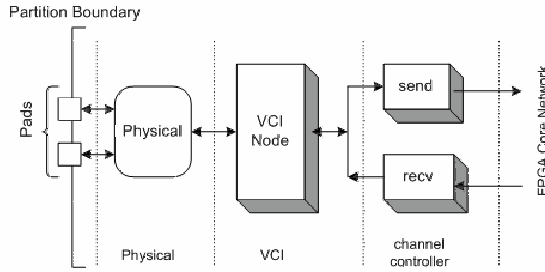 Partition Boundary
Pads
Physical
VCI
Node
send
recv
FPGA Core Network
Physical
VCI
channel
controller